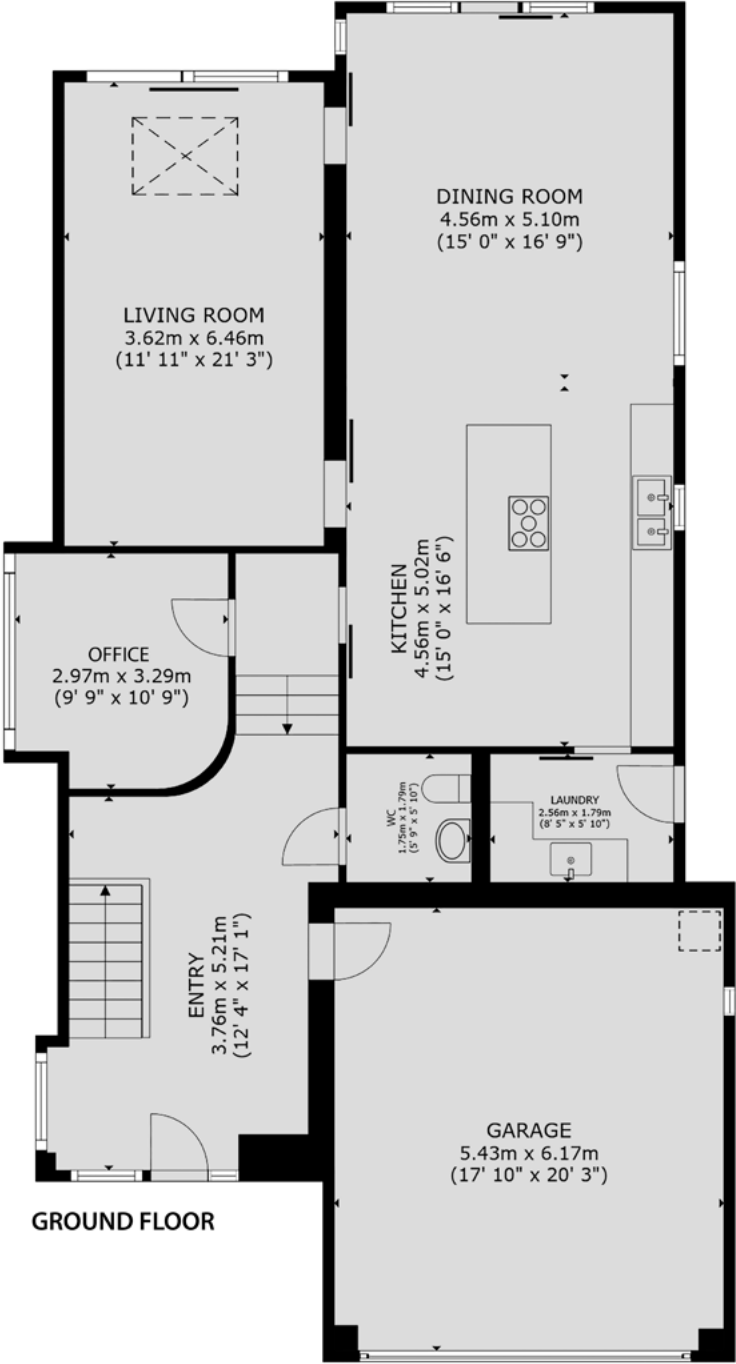 DINING ROOM
4.56m x 5.10m
(15' 0" x 16' 9")
LIVING ROOM
3.62m x 6.46m
(11' 11" x 21' 3")
KITCHEN
4.56m x 5.02m
(15' 0" x 16' 6")
OFFICE
2.97m x 3.29m
(9' 9" x 10' 9")
WC
1.75m x 1.79m
(5' 9" x 5' 10")
LAUNDRY
2.56m x 1.79m
(8' 5" x 5' 10")
ENTRY
3.76m x 5.21m
(12' 4" x 17' 1")
GARAGE
5.43m x 6.17m
(17' 10" x 20' 3")
GROUND FLOOR